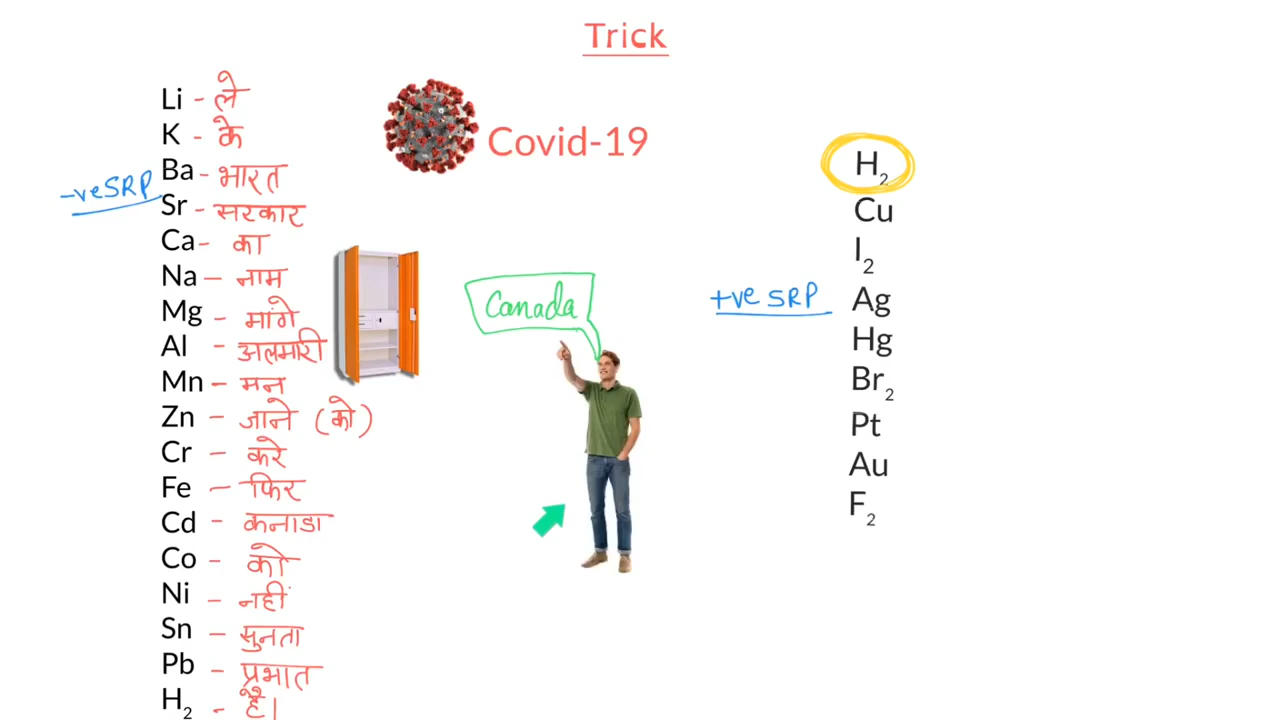 Trick
Li - ले
K - के
Ba - भारत
-ve SRP
Sr - सरकार
Ca - का
Na - नाम
Mg - मांगे
Al - अलमारी
Mn - मन
Zn - जाने (को)
Cr - करे
Fe - फिर
Cd - कनाडा
Co - को
Ni - नहीं
Sn - सुनता
Pb - प्रभात
H2 - है।
Covid-19
Canada
H2
Cu
I2
+ve SRP
Ag
Hg
Br2
Pt
Au
F2